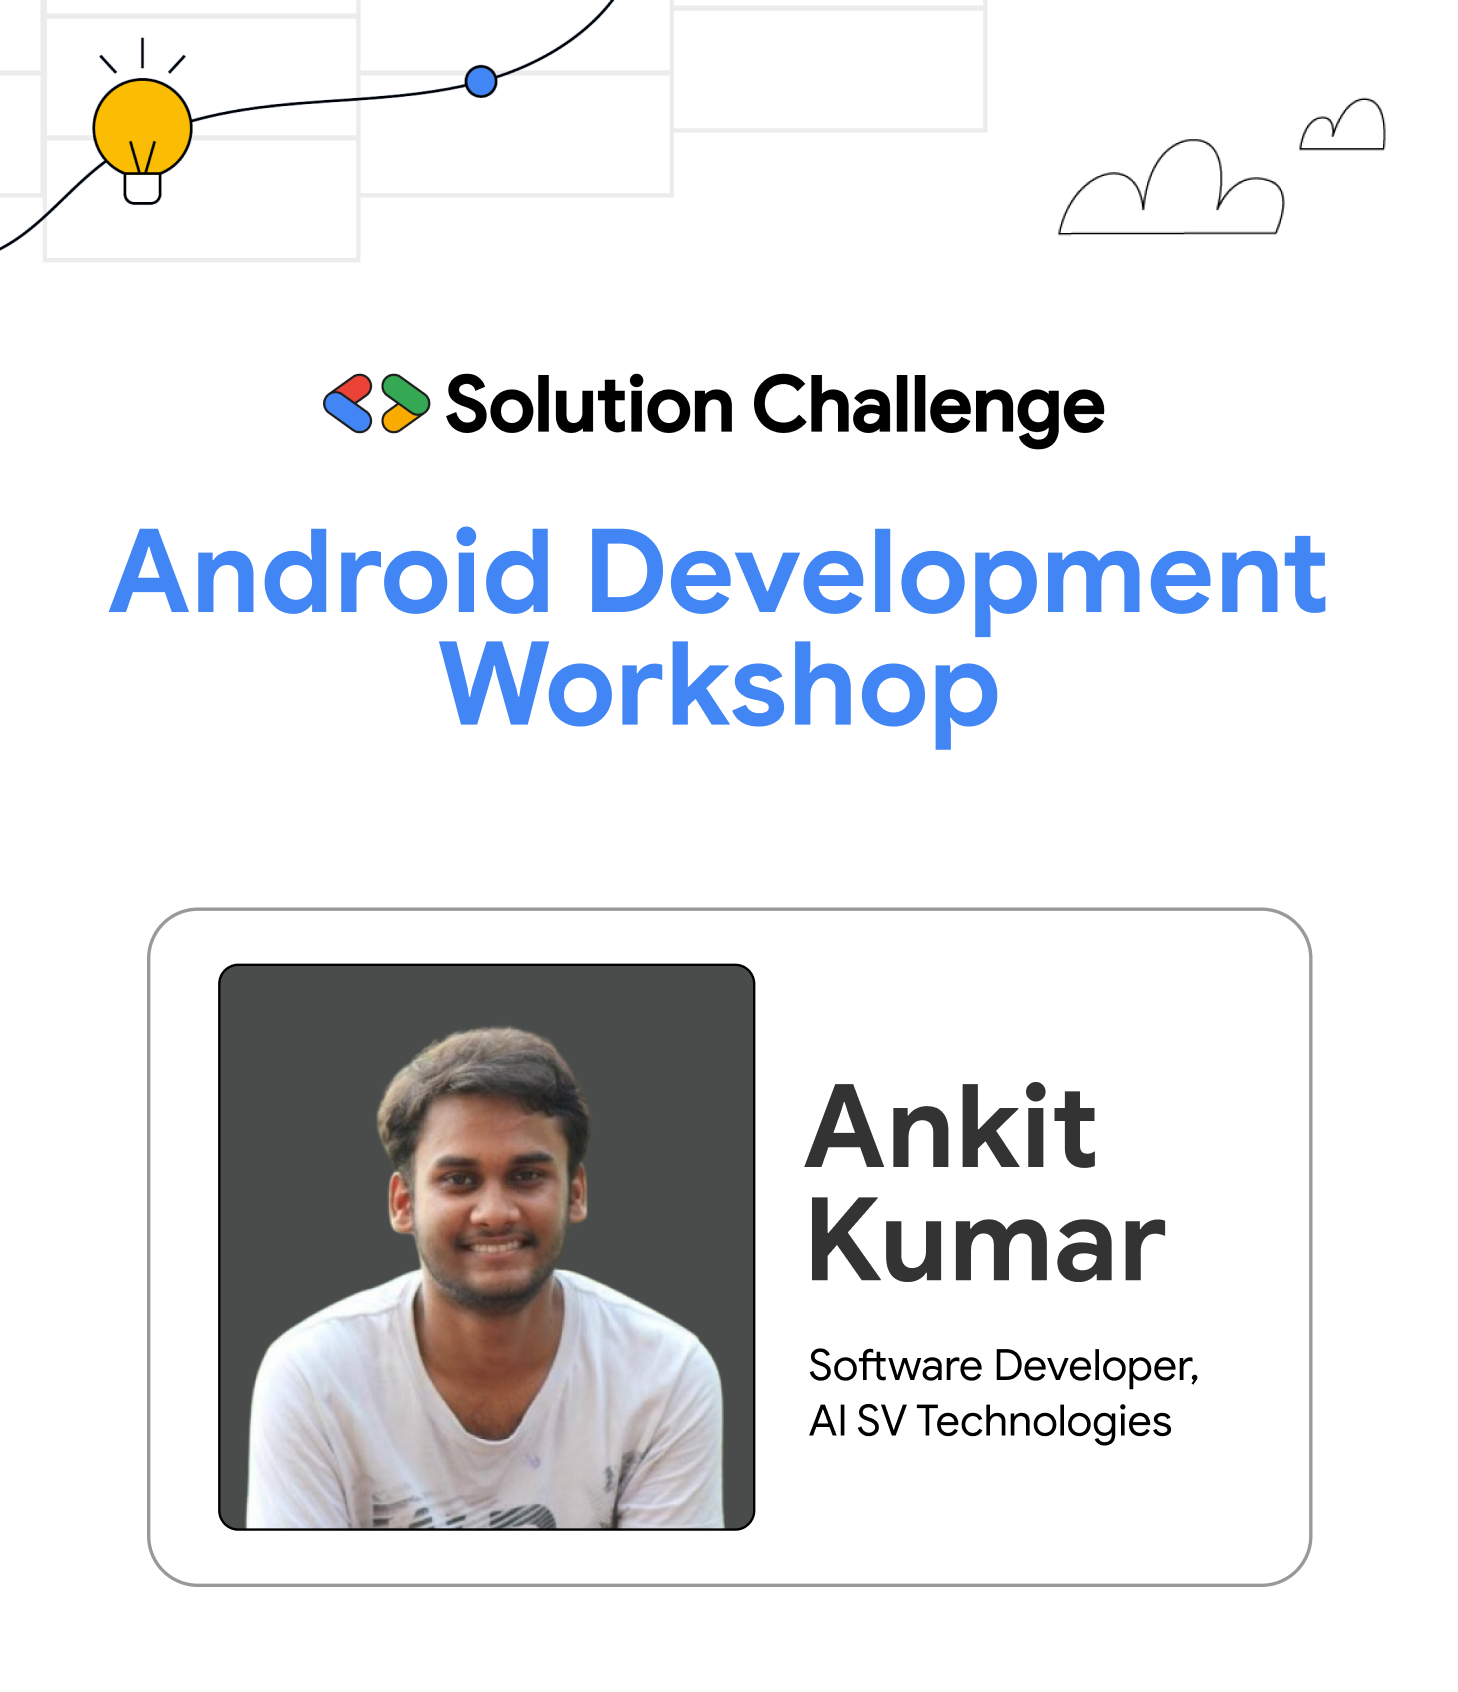 Solution Challenge
Android Development
Workshop
Ankit
Kumar
Software Developer,
AI SV Technologies